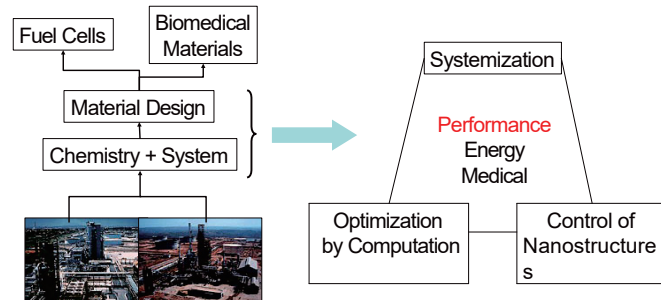 Fuel Cells
Biomedical
Materials
Material Design
Chemistry + System
Systemization
Performance
Energy
Medical
Optimization
by Computation
Control of
Nanostructure
s